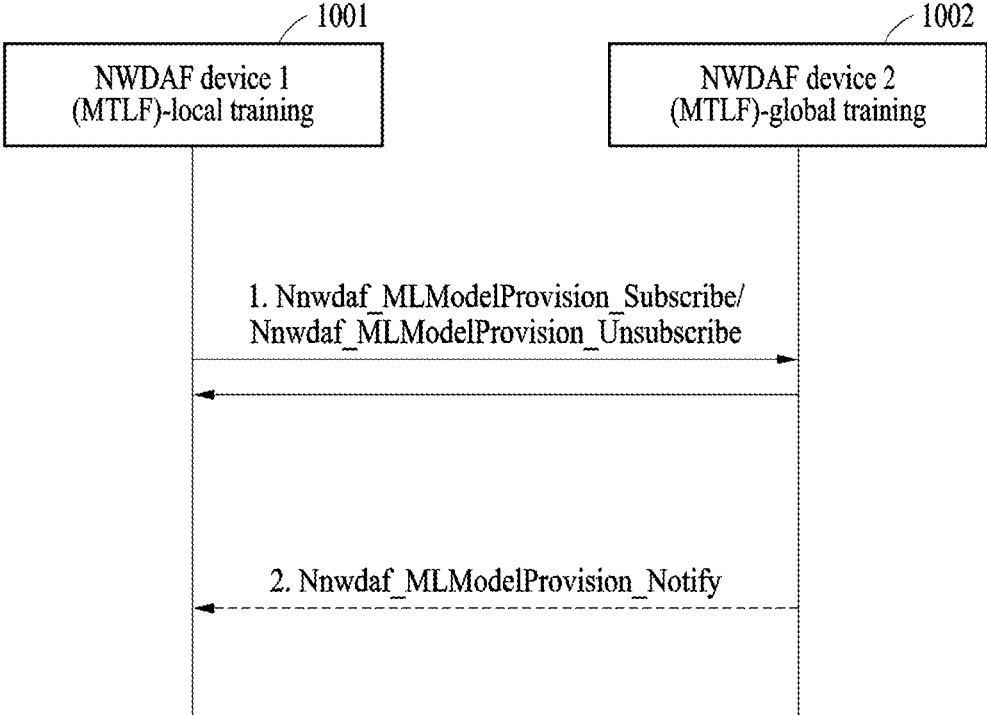 1001
NWDAF device 1
(MTLF)-local training
1002
NWDAF device 2
(MTLF)-global training
1. Nnwdaf_MLModelProvision_Subscribe/
Nnwdaf_MLModelProvision_Unsubscribe
2. Nnwdaf_MLModelProvision_Notify